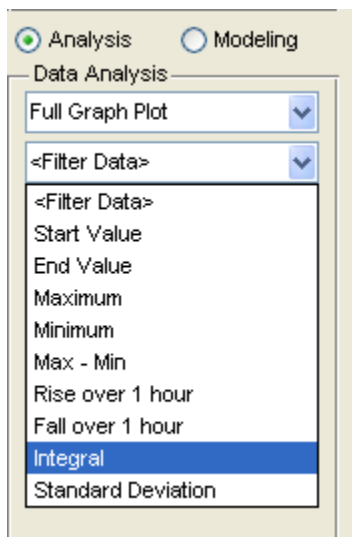 Analysis Modeling
Data Analysis
Full Graph Plot
<Filter Data>
<Filter Data>
Start Value
End Value
Maximum
Minimum
Max - Min
Rise over 1 hour
Fall over 1 hour
Integral
Standard Deviation